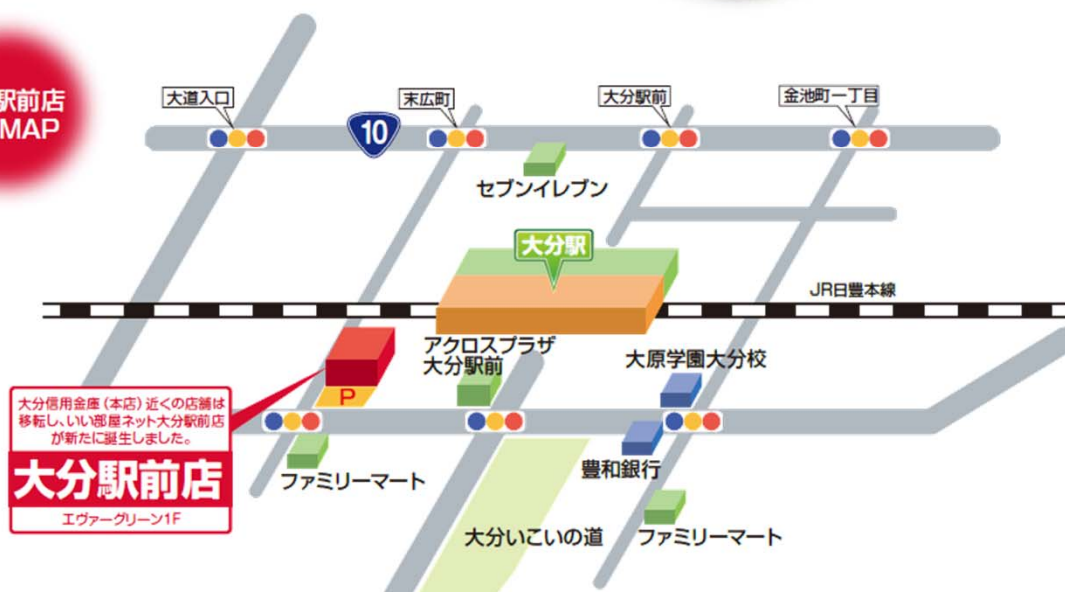 駅前店
MAP
大道入口
末広町
大分駅前
金池町一丁目
10
セブンイレブン
大分駅
JR日豊本線
アクロスプラザ
大分駅前
大原学園大分校
P
大分信用金庫(本店)近くの店舗は
移転し、いい部屋ネット大分駅前店
が新たに誕生しました。
大分駅前店
エヴァーグリーン1F
ファミリーマート
豊和銀行
大分いこいの道
ファミリーマート